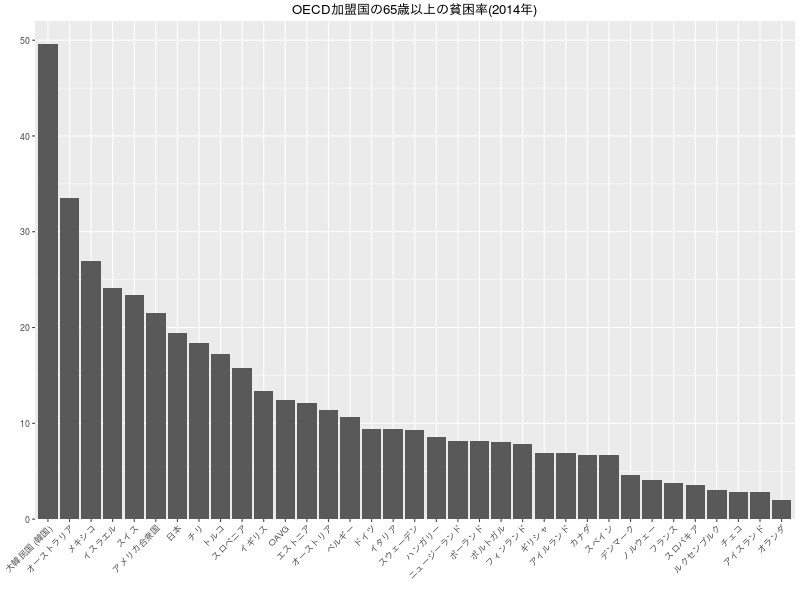 OECD加盟国の65歳以上の貧困率(2014年)
50
40
30
20
10
0
大韓民国 (韓国)
オーストラリア
メキシコ
イスラエル
スイス
アメリカ合衆国
日本
チリ
トルコ
スロベニア
イギリス
OAVG
エストニア
オーストリア
ベルギー
ドイツ
イタリア
スウェーデン
ハンガリー
ニュージーランド
ポーランド
ポルトガル
フィンランド
ギリシャ
アイルランド
カナダ
スペイン
デンマーク
ノルウェー
フランス
スロバキア
ルクセンブルク
チェコ
アイスランド
オランダ